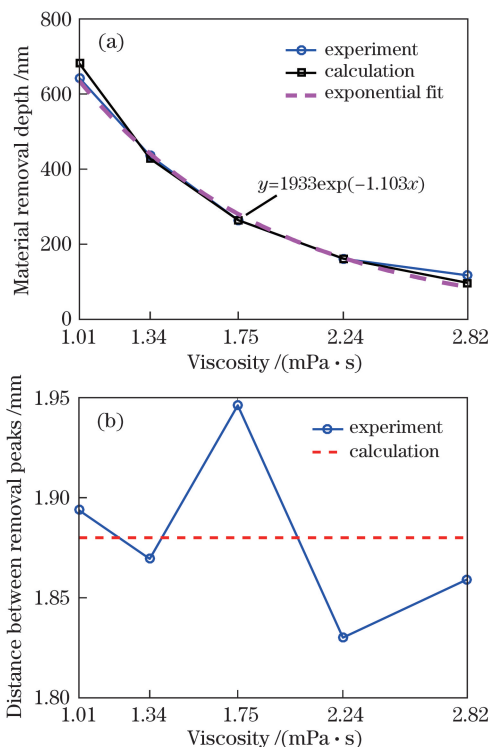 800
(a)
experiment
calculation
exponential fit
600
400
200
0
y=1933exp(−1.103x)
Material removal depth /nm
1.01 1.34 1.75 2.24 2.82
Viscosity /(mPa · s)
1.95
(b)
experiment
calculation
1.90
1.85
1.80
Distance between removal peaks /mm
1.01 1.34 1.75 2.24 2.82
Viscosity /(mPa · s)